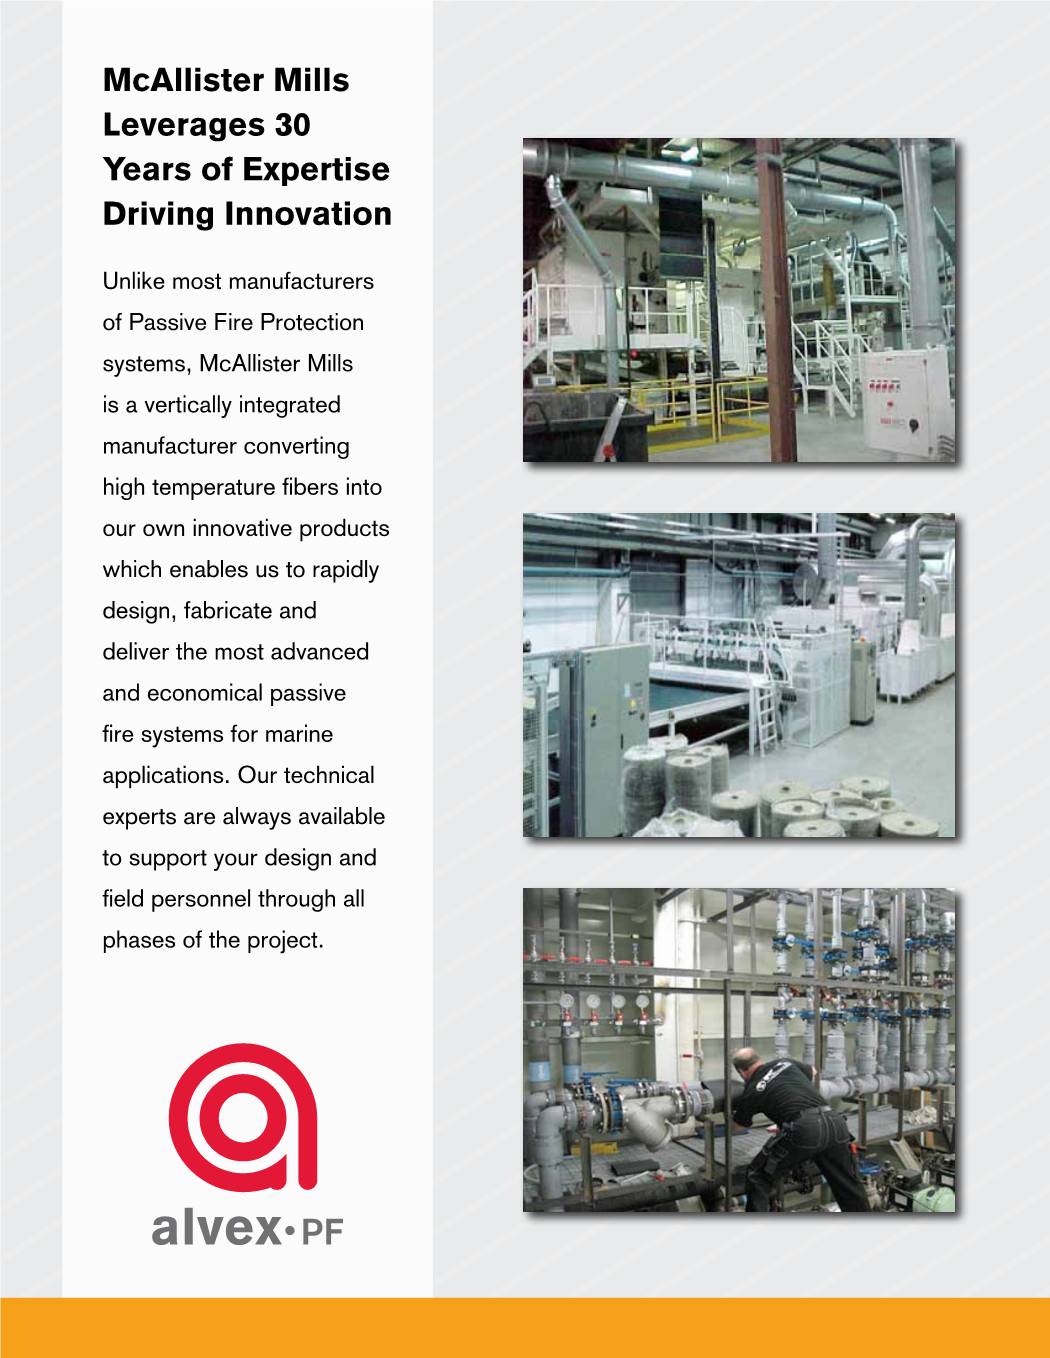 McAllister Mills
Leverages 30
Years of Expertise
Driving Innovation
Unlike most manufacturers
of Passive Fire Protection
systems, McAllister Mills
is a vertically integrated
manufacturer converting
high temperature fibers into
our own innovative products
which enables us to rapidly
design, fabricate and
deliver the most advanced
and economical passive
fire systems for marine
applications. Our technical
experts are always available
to support your design and
field personnel through all
phases of the project.
alvex•PF